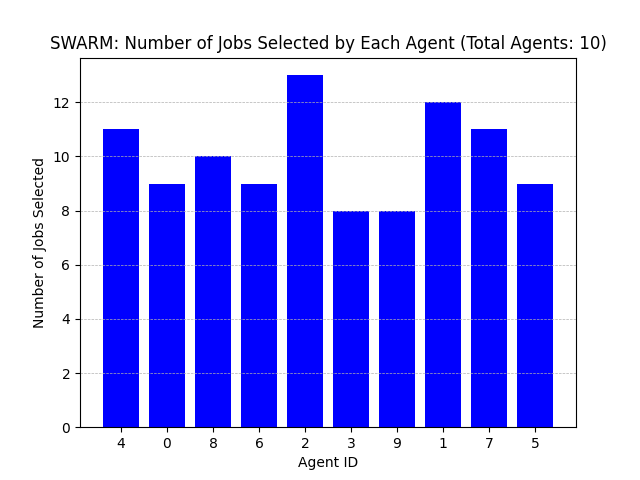 SWARM: Number of Jobs Selected by Each Agent (Total Agents: 10)
Number of Jobs Selected
12
10
8
6
4
2
0
4 0 8 6 2 3 9 1 7 5
Agent ID